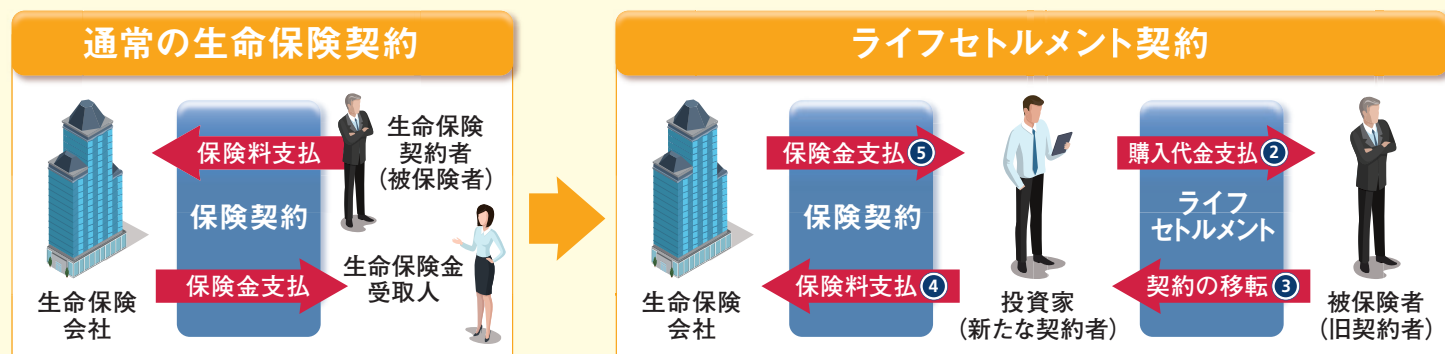 通常の生命保険契約
保険料支払
生命保険
契約者
(被保険者)
保険契約
保険金支払
生命保険金
受取人
生命保険
会社
ライフセトルメント契約
保険金支払5
購入代金支払2
保険契約
ライフ
セトルメント
保険料支払4
契約の移転3
生命保険
会社
投資家
(新たな契約者)
被保険者
(旧契約者)